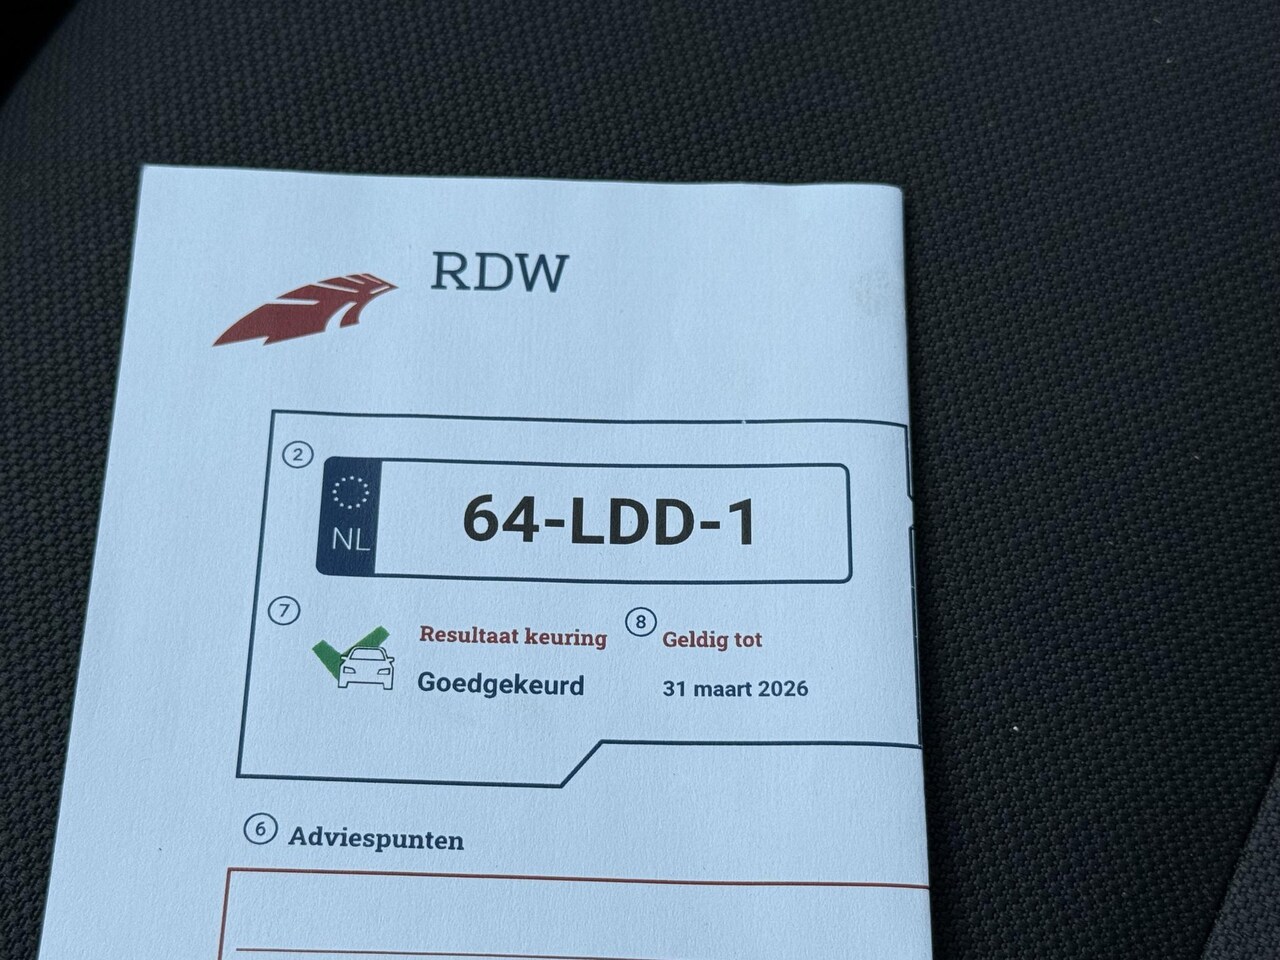 RDW
2
NL
64-LDD-1
7
Resultaat keuring
Goedgekeurd
8
Geldig tot
31 maart 2026
6 Adviespunten